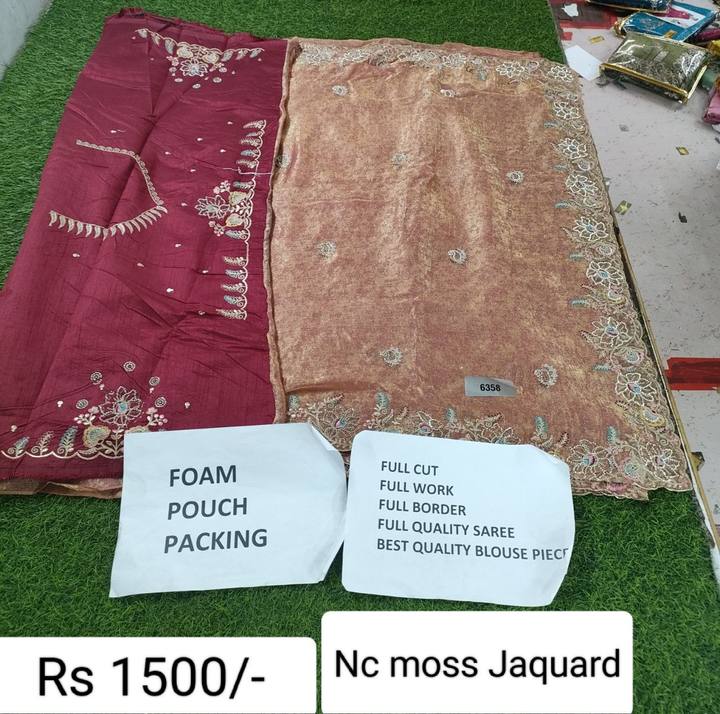 6358
FOAM
POUCH
PACKING
FULL CUT
FULL WORK
FULL BORDER
FULL QUALITY SAREE
BEST QUALITY BLOUSE PIECE
Rs 1500/-
Nc moss Jaquard